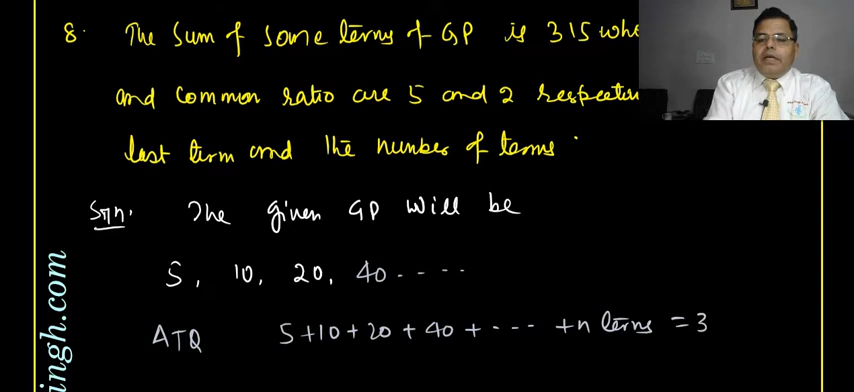 8. The Sum of Some terms of GP is 315 whe
and common ratio are 5 and 2 respective
last term and the number of terms.
Soln. The given GP will be
5, 10, 20, 40 - - - - -
ATQ 5 + 10 + 20 + 40 + - - - - + n terms = 3
ingh.com